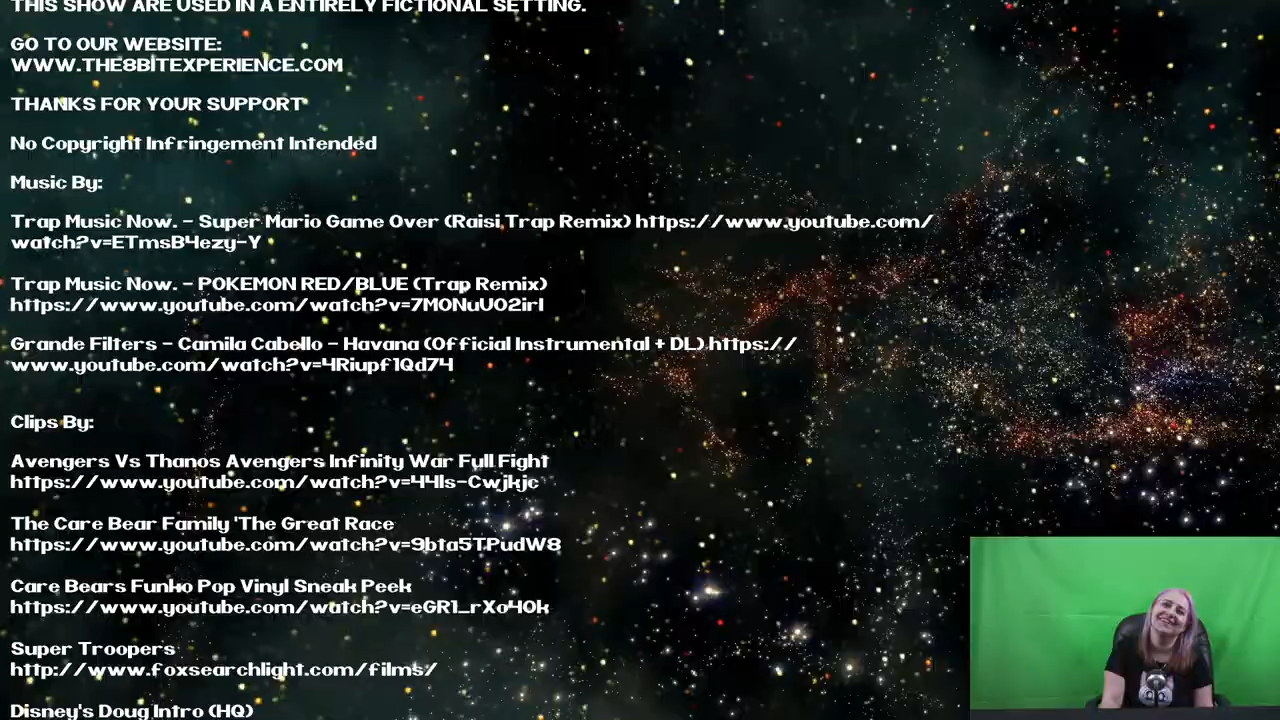 THIS SHOW ARE USED IN A ENTIRELY FICTIONAL SETTING.
GO TO OUR WEBSITE:
WWW.THE8BITEXPERIENCE.COM
THANKS FOR YOUR SUPPORT
No Copyright Infringement Intended
Music By:
Trap Music Now. - Super Mario Game Over (Raisi Trap Remix) https://www.youtube.com/
watch?v=ETmsB4ezy-Y
Trap Music Now. - POKEMON RED/BLUE (Trap Remix)
https://www.youtube.com/watch?v=7MONuUO2irI
Grande Filters - Camila Cabello - Havana (Official Instrumental + DL) https://
www.youtube.com/watch?v=4Riupf1Qd74
Clips By:
Avengers Vs Thanos Avengers Infinity War Full Fight
https://www.youtube.com/watch?v=44Is-Cwjkjc
The Care Bear Family 'The Great Race
https://www.youtube.com/watch?v=9bta5TPudW8
Care Bears Funko Pop Vinyl Sneak Peek
https://www.youtube.com/watch?v=eGR1_rXo4Ok
Super Troopers
http://www.foxsearchlight.com/films/
Disney's Doug Intro (HQ)